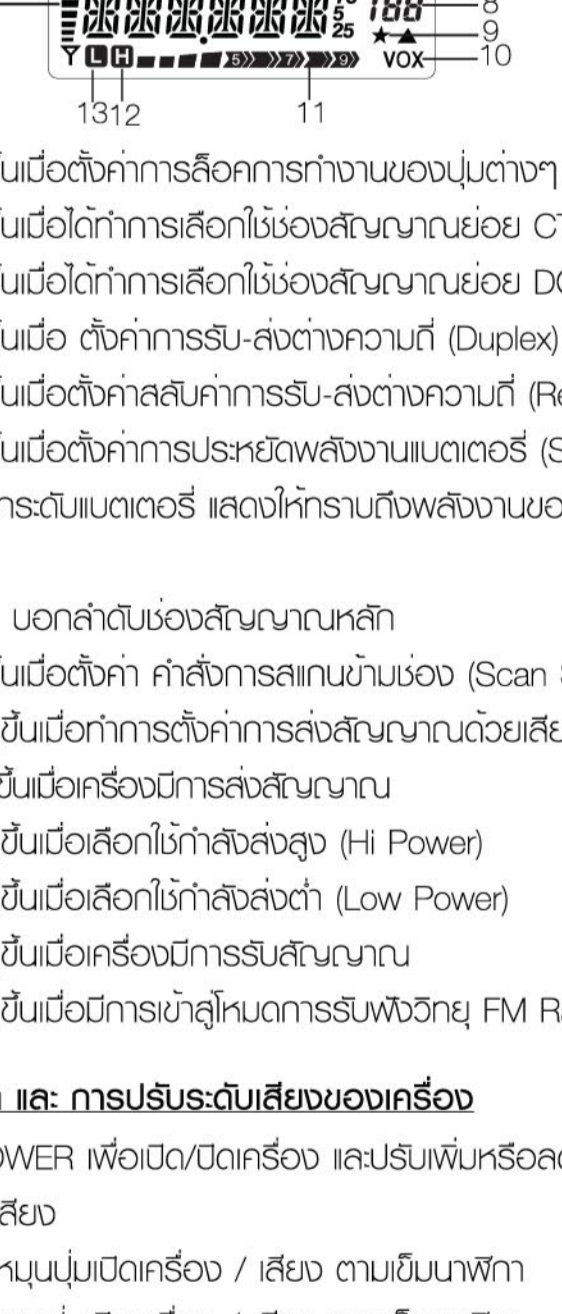 5
25
188
8
9
L H 5 7 9 VOX 10
13 12 11
เมื่อตั้งค่าการล็อคการทำงานของปุ่มต่างๆ
เมื่อได้ทำการเลือกใช้ช่องสัญญาณย่อย
เมื่อได้ทำการเลือกใช้ช่องสัญญาณย่อย
เมื่อ ตั้งค่าการรับ-ส่งต่างความถี่ (Duplex)
เมื่อตั้งค่าสลับค่าการรับ-ส่งต่างความถี่
เมื่อตั้งค่าการประหยัดพลังงานแบตเตอรี่
ระดับแบตเตอรี่ แสดงให้ทราบถึงพลังงานของ
บอกลำดับช่องสัญญาณหลัก
เมื่อตั้งค่า คำสั่งการสแกนข้ามช่อง (Scan
ขึ้นเมื่อทำการตั้งค่าการส่งสัญญาณด้วย
ขึ้นเมื่อเครื่องมีการส่งสัญญาณ
ขึ้นเมื่อเลือกใช้กำลังส่งสูง (Hi Power)
ขึ้นเมื่อเลือกใช้กำลังส่งต่ำ (Low Power)
ขึ้นเมื่อเครื่องมีการรับสัญญาณ
ขึ้นเมื่อมีการเข้าสู่โหมดการรับฟังวิทยุ FM
และ การปรับระดับเสียงของเครื่อง
OWER เพื่อเปิด/ปิดเครื่อง และปรับเพิ่มหรือลด
เสียง
หมุนปุ่มเปิดเครื่อง / เสียง ตามเข็มนาฬิกา